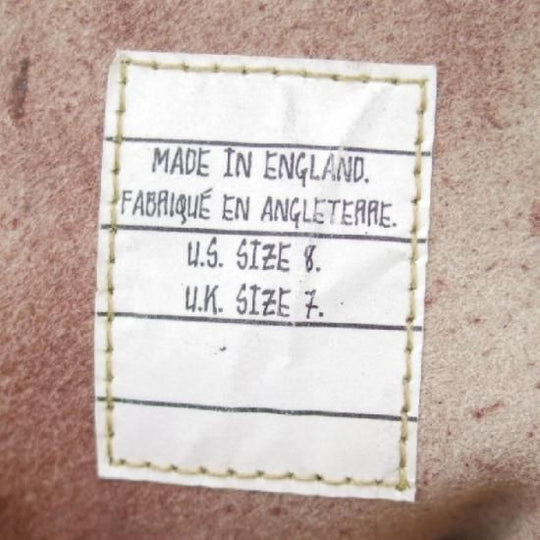 MADE IN ENGLAND.
FABRIQUÉ EN ANGLETERRE.
U.S. SIZE 8.
U.K. SIZE 7.